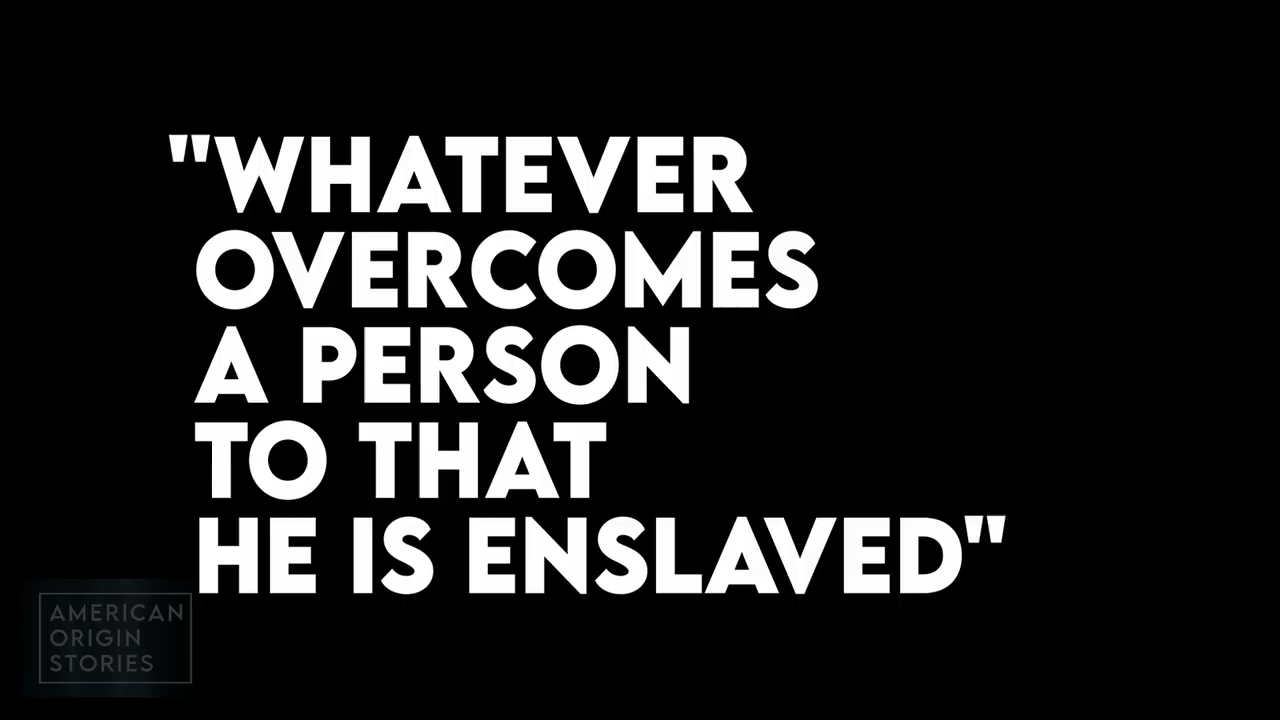 "WHATEVER
OVERCOMES
A PERSON
TO THAT
HE IS ENSLAVED"
AMERICAN
ORIGIN
STORIES